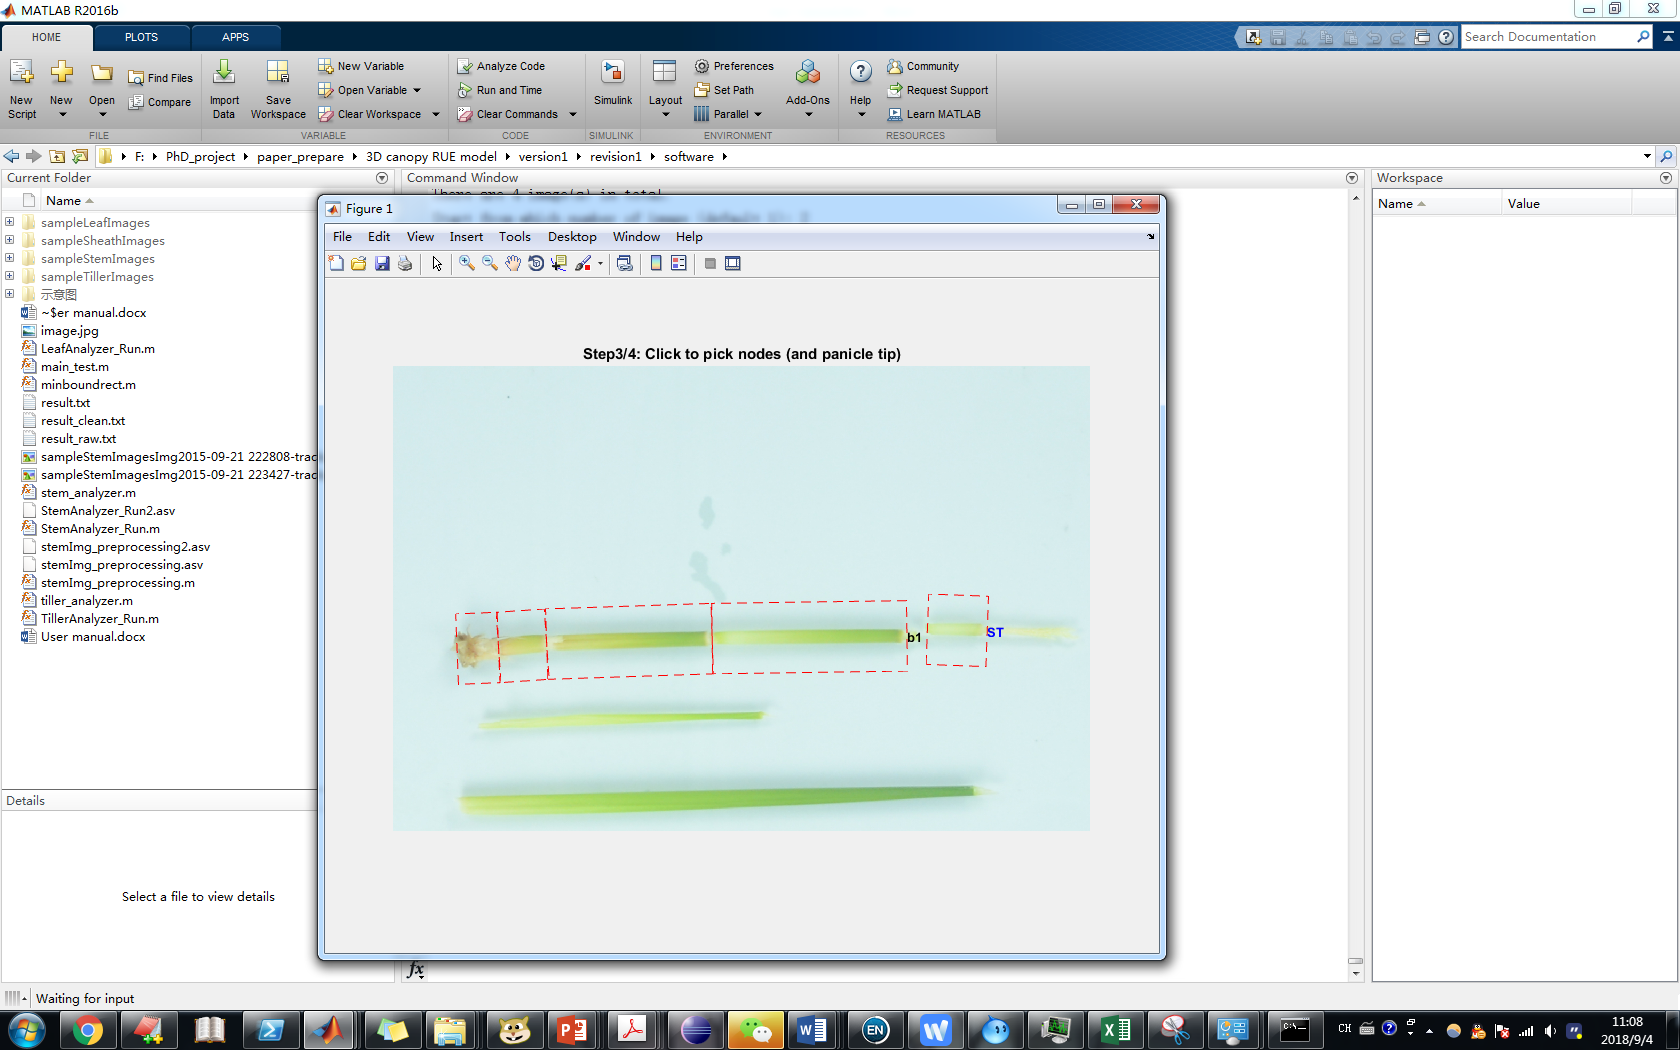 MATLAB R2016b
HOME PLOTS APPS
Search Documentation
New Script
New
Open
Find Files
Compare
Import Data
Save Workspace
New Variable
Open Variable
Clear Workspace
Analyze Code
Run and Time
Clear Commands
Simulink
Layout
Preferences
Set Path
Parallel
Add-Ons
Help
Community
Request Support
Learn MATLAB
FILE VARIABLE CODE SIMULINK ENVIRONMENT RESOURCES
F: PhD_project paper_prepare 3D canopy RUE model version1 revision1 software
Current Folder
Name
sampleLeafImages
sampleSheathImages
sampleStemImages
sampleTillerImages
示意图
~$er manual.docx
image.jpg
LeafAnalyzer_Run.m
main_test.m
minboundrect.m
result.txt
result_clean.txt
result_raw.txt
sampleStemImagesImg2015-09-21 222808-trac
sampleStemImagesImg2015-09-21 223427-trac
stem_analyzer.m
StemAnalyzer_Run2.asv
StemAnalyzer_Run.m
stemImg_preprocessing2.asv
stemImg_preprocessing.asv
stemImg_preprocessing.m
tiller_analyzer.m
TillerAnalyzer_Run.m
User manual.docx
Details
Select a file to view details
Command Window
Figure 1
File Edit View Insert Tools Desktop Window Help
Step3/4: Click to pick nodes (and panicle tip)
b1
ST
fx
Workspace
Name Value
Waiting for input
EN
CH
11:08
2018/9/4